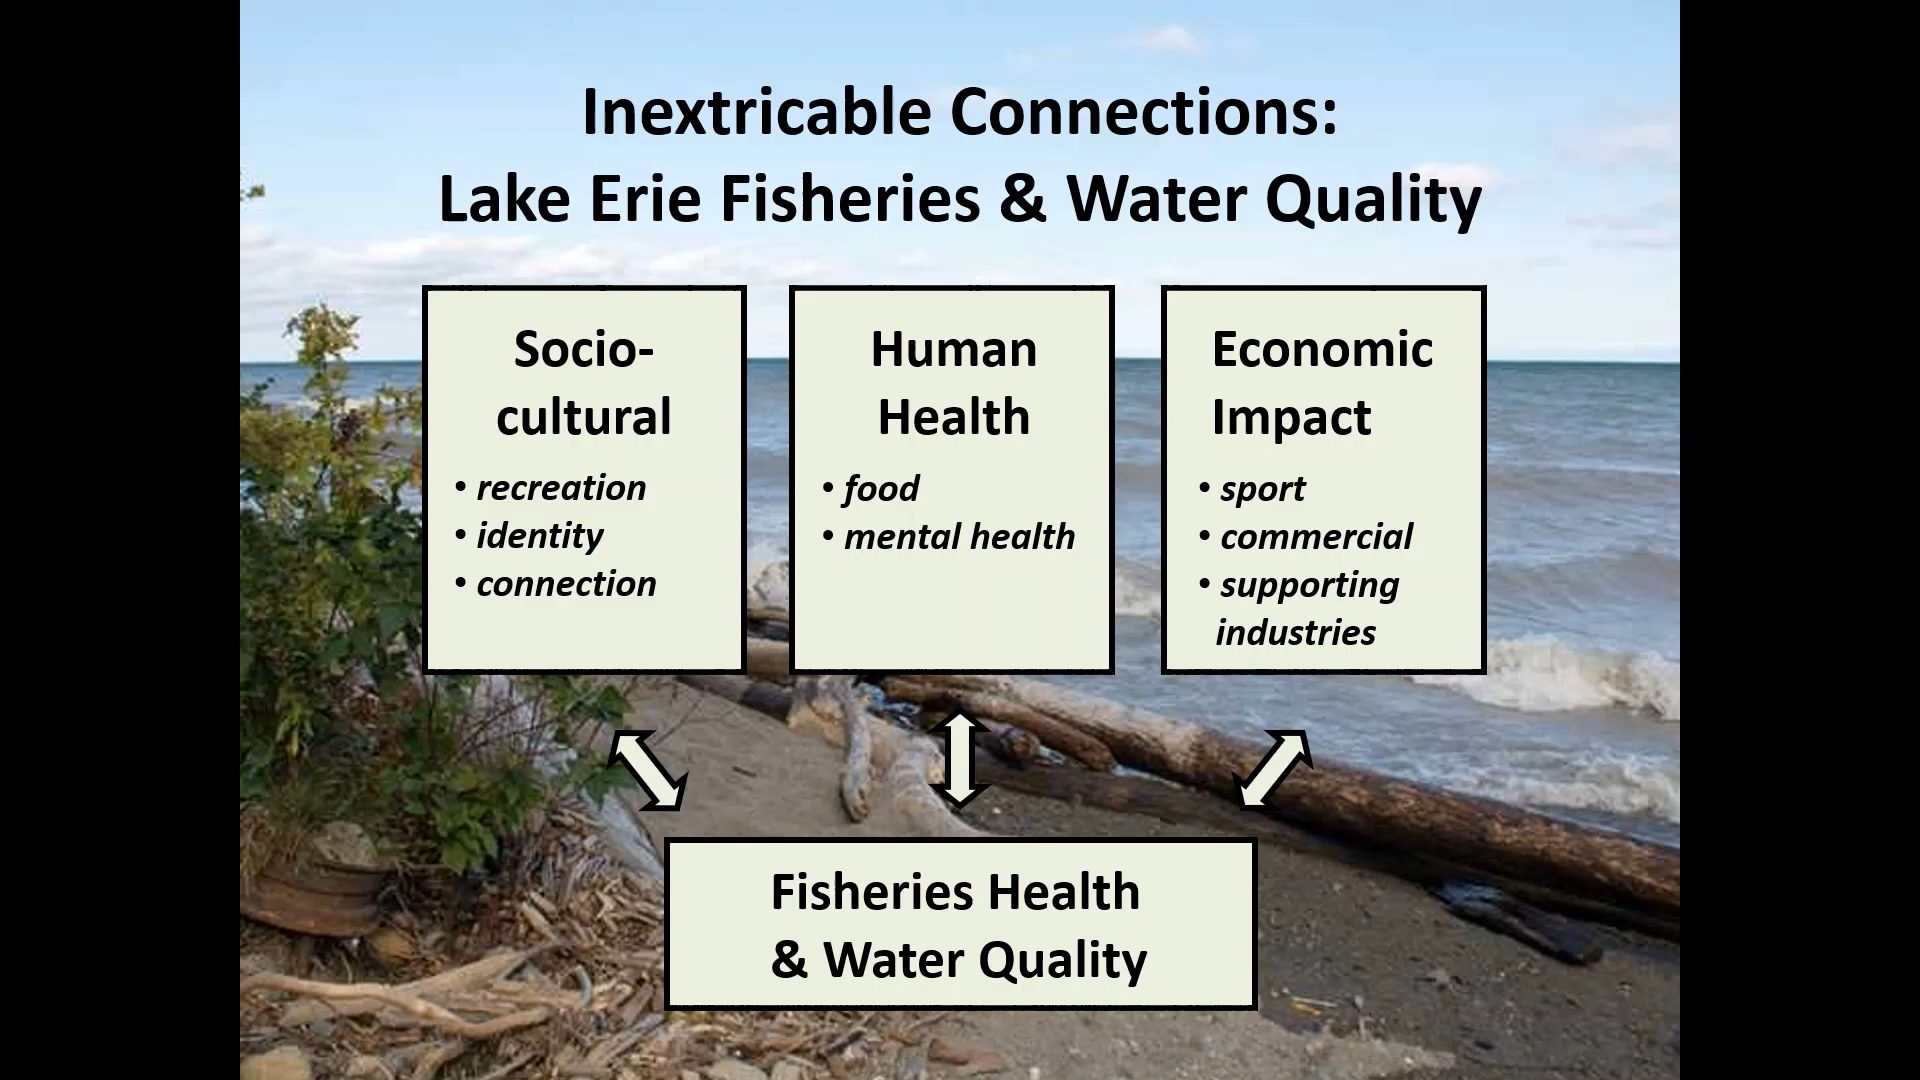 Inextricable Connections:
Lake Erie Fisheries & Water Quality
Socio-
cultural
• recreation
• identity
• connection
Human
Health
• food
• mental health
Economic
Impact
• sport
• commercial
• supporting
industries
Fisheries Health
& Water Quality